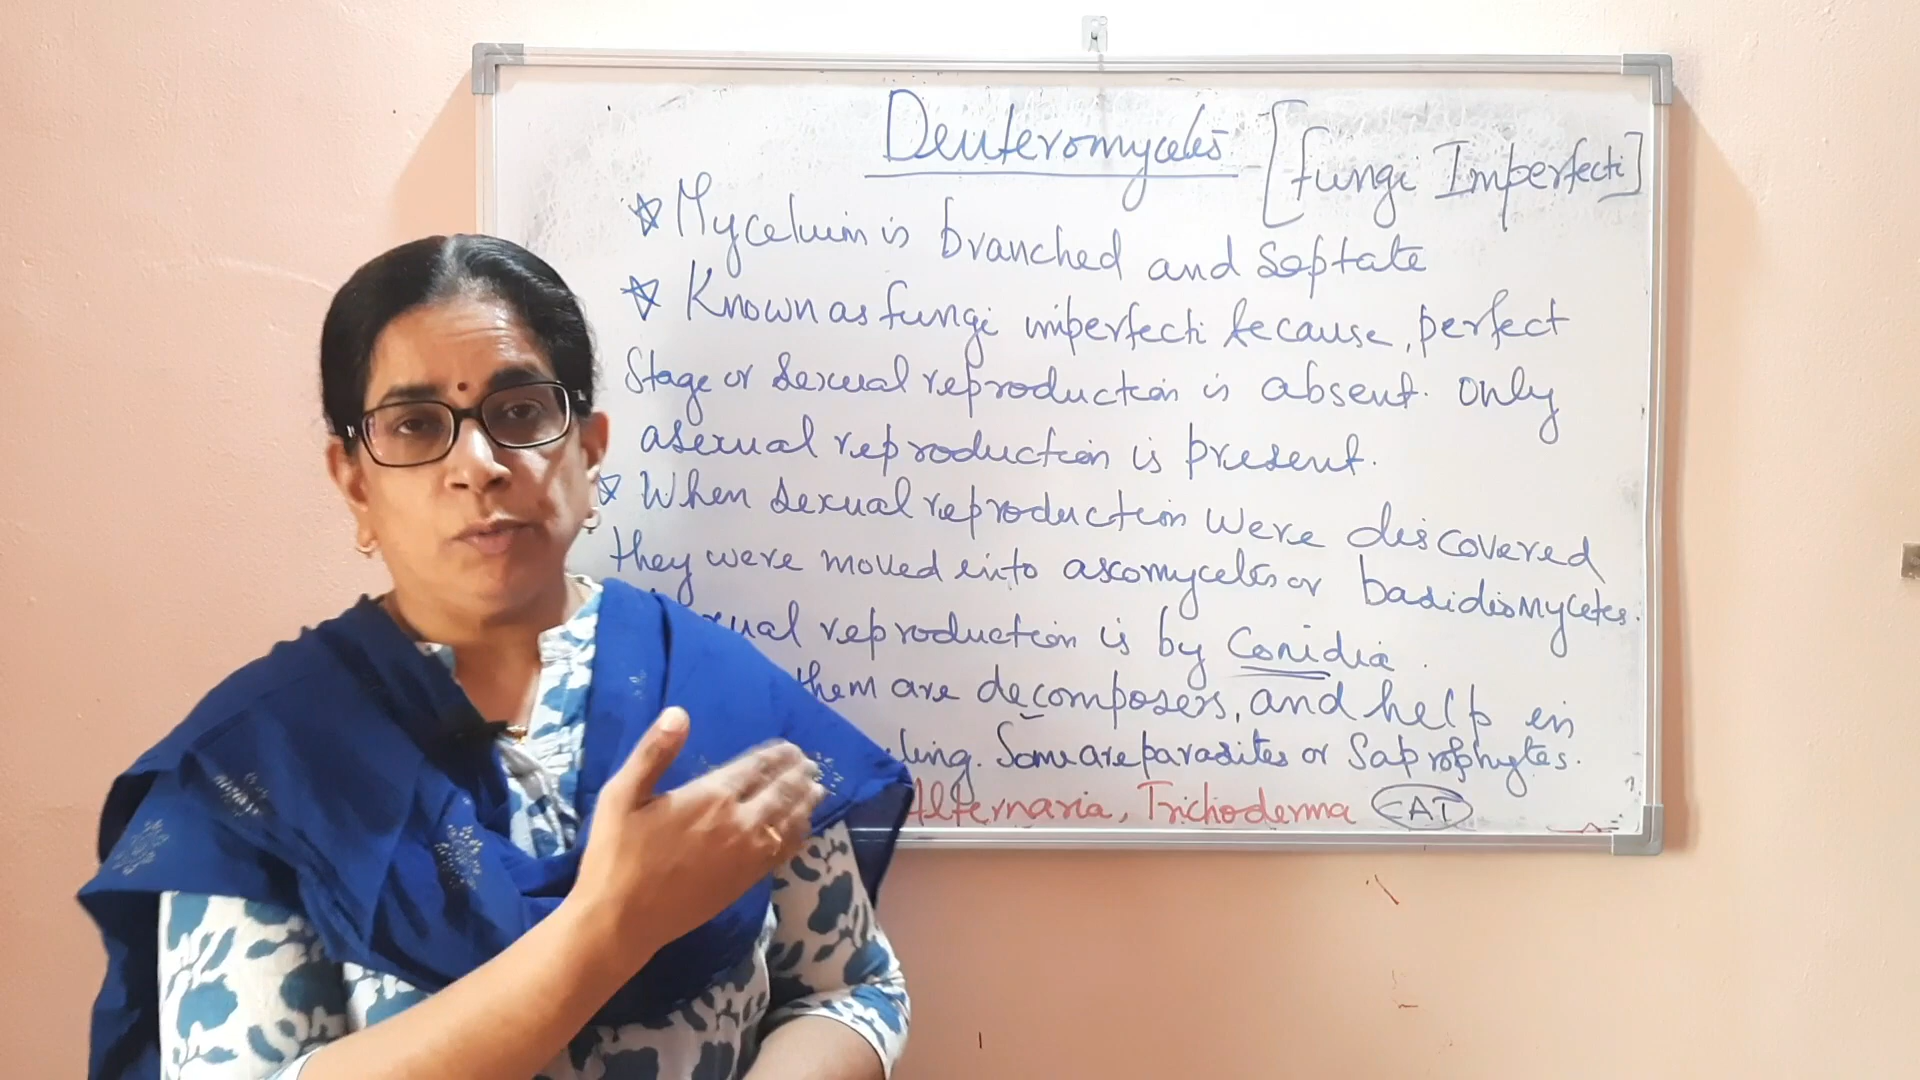 Deuteromycetes - [fungi Imperfecti]
Mycelium is branched and Septate
Known as fungi imperfecti because, perfect
Stage or Sexual reproduction is absent. only
asexual reproduction is present.
When sexual reproduction were discovered
they were moved into ascomycetes or basidiomycetes.
reproduction is by Conidia.
them are decomposers, and help in
Some are parasites or Saprophytes.
Alternaria, Trichoderma